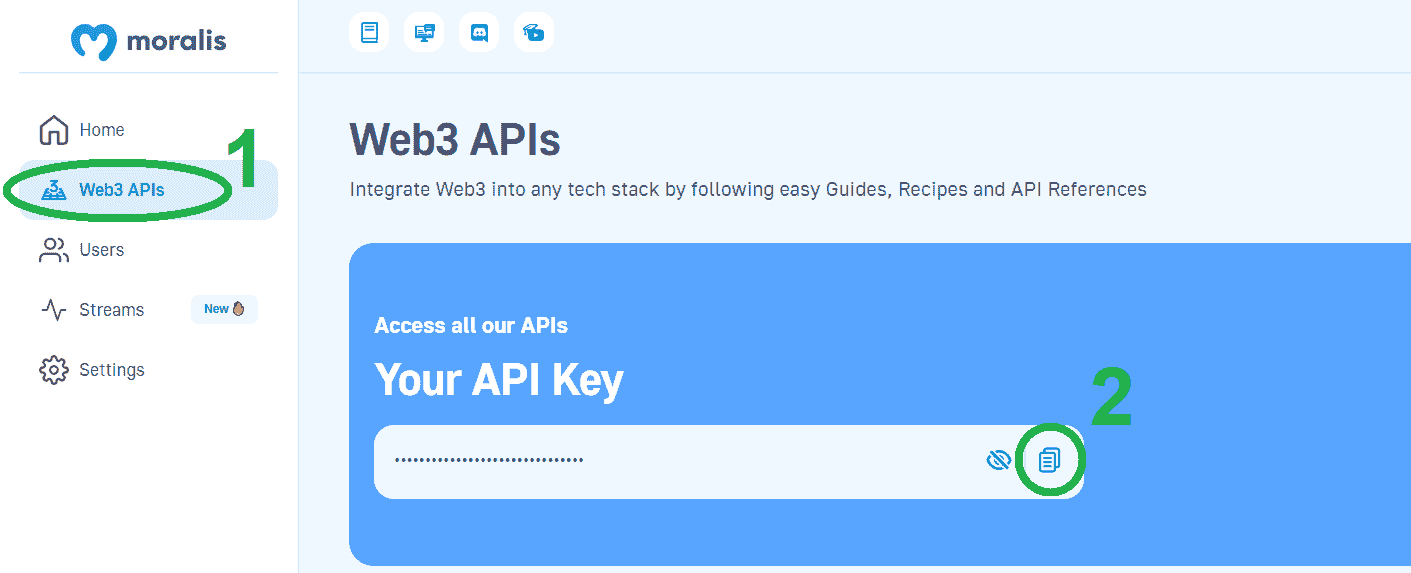 moralis
Home
1
Web3 APIs
Users
Streams
New
Settings
Web3 APIs
Integrate Web3 into any tech stack by following easy Guides, Recipes and API References
Access all our APIs
Your API Key
2
•••••••••••••••••••••••••••••••